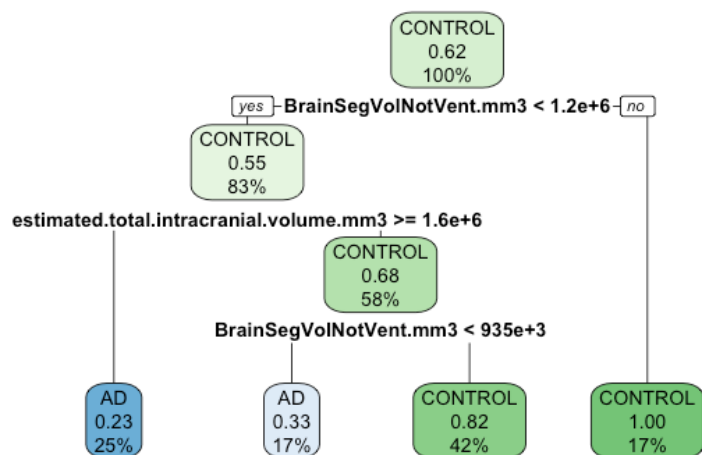 CONTROL
0.62
100%
yes BrainSegVolNotVent.mm3 < 1.2e+6 no
CONTROL
0.55
83%
estimated.total.intracranial.volume.mm3 >= 1.6e+6
CONTROL
0.68
58%
BrainSegVolNotVent.mm3 < 935e+3
AD
0.23
25%
AD
0.33
17%
CONTROL
0.82
42%
CONTROL
1.00
17%